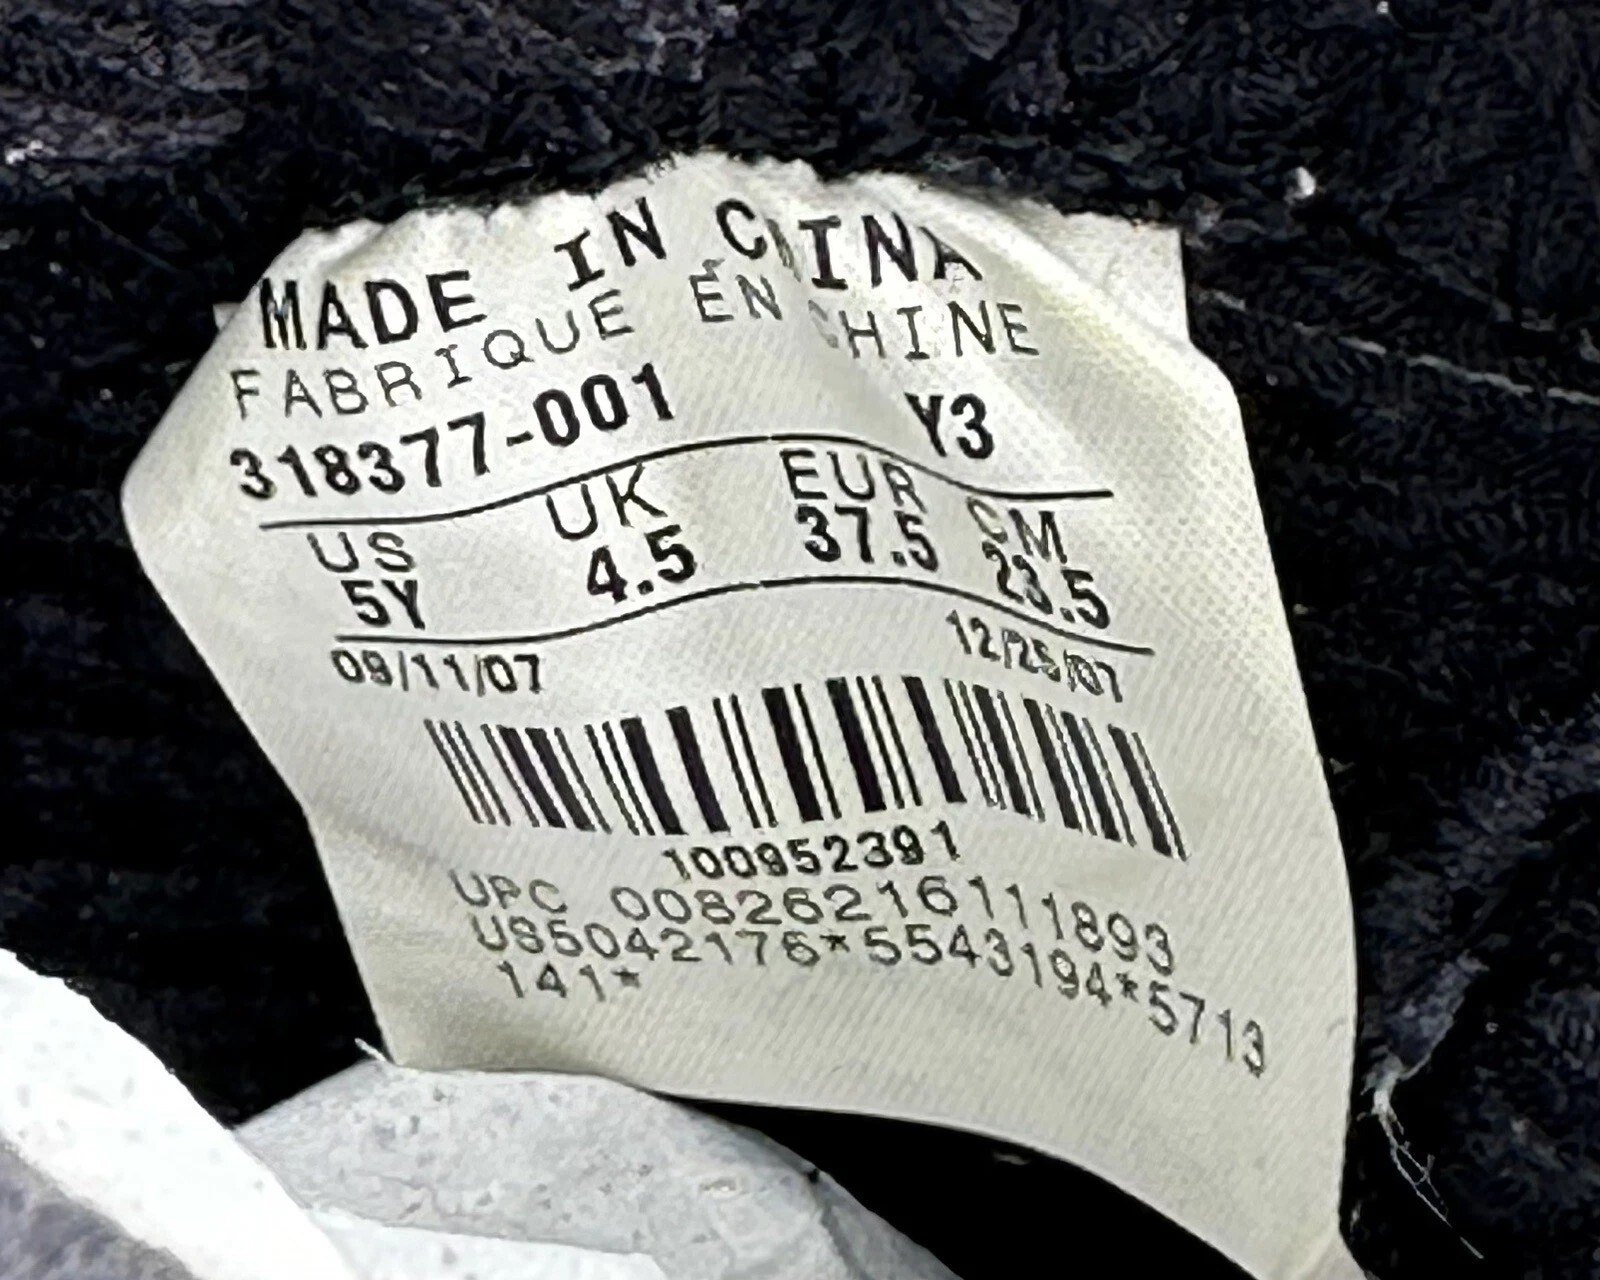 MADE IN CHINA
FABRIQUE EN CHINE
318377-001 Y3
US UK EUR CM
5Y 4.5 37.5 23.5
09/11/07 12/25/07
100952391
UPC 00826216111893
US5042176*5543194*5713
141*